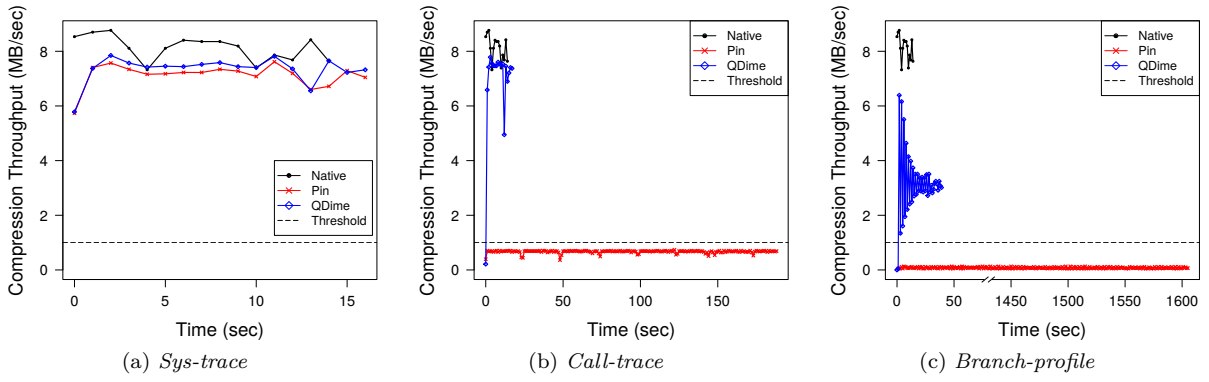 Compression Throughput (MB/sec)
8
6
4
2
0
Native
Pin
QDime
Threshold
0
5
10
15
Time (sec)
(a) Sys-trace
Compression Throughput (MB/sec)
8
6
4
2
0
Native
Pin
QDime
Threshold
0
50
100
150
Time (sec)
(b) Call-trace
Compression Throughput (MB/sec)
8
6
4
2
0
Native
Pin
QDime
Threshold
0
50
1450
1500
1550
1600
Time (sec)
(c) Branch-profile